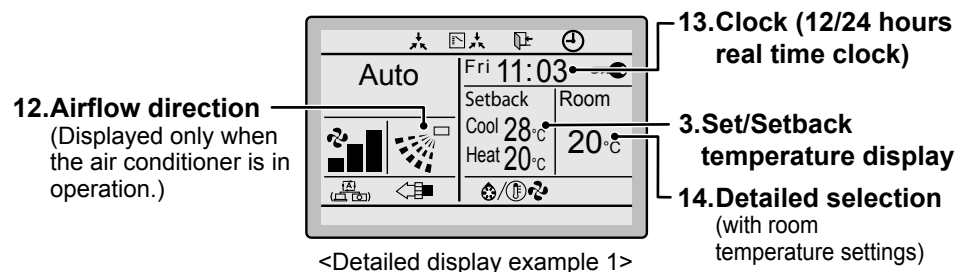 13.Clock (12/24 hours
real time clock)
Auto
Fri 11:03
Setback
Room
Cool 28°C
20°C
Heat 20°C
12.Airflow direction
(Displayed only when
the air conditioner is in
operation.)
3.Set/Setback
temperature display
14.Detailed selection
(with room
temperature settings)
<Detailed display example 1>